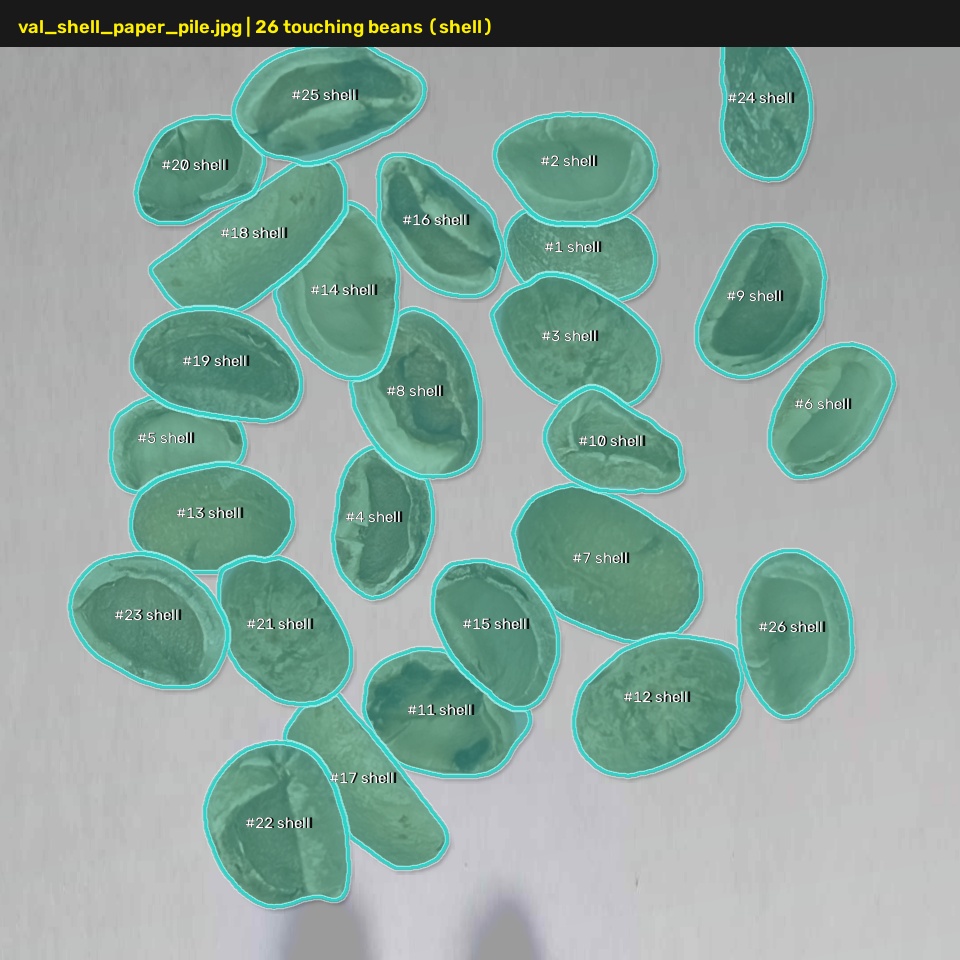 val_shell_paper_pile.jpg | 26 touching beans (shell)
#25 shell
#24 shell
#20 shell
#2 shell
#16 shell
#18 shell
#1 shell
#14 shell
#9 shell
#3 shell
#19 shell
#8 shell
#6 shell
#5 shell
#10 shell
#13 shell
#4 shell
#7 shell
#23 shell
#21 shell
#15 shell
#26 shell
#12 shell
#11 shell
#17 shell
#22 shell